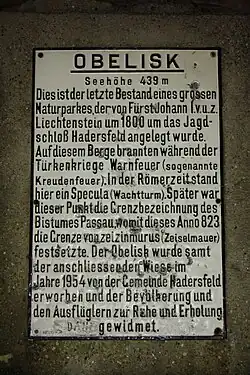 OBELISK
Seehöhe 439 m
Dies ist der letzte Bestand eines grossen
Naturparkes, der von Fürst Johann I.v.u.z.
Liechtenstein um 1800 um das Jagd-
schloß Hadersfeld angelegt wurde.
Auf diesem Berge brannten während der
Türkenkriege Warnfeuer (sogenannte
Kreudenfeuer). In der Römerzeit stand
hier ein Specula (Wachtturm). Später war
dieser Punkt die Grenzbezeichnung des
Bistumes Passau, womit dieses Anno 823
die Grenze von zeizinmurus (Zeiselmauer)
festsetzte. Der Obelisk wurde samt
der anschliessenden Wiese im
Jahre 1954 von der Gemeinde Hadersfeld
erworben und der Bevölkerung und
den Ausflüglern zur Ruhe und Erholung
gewidmet.